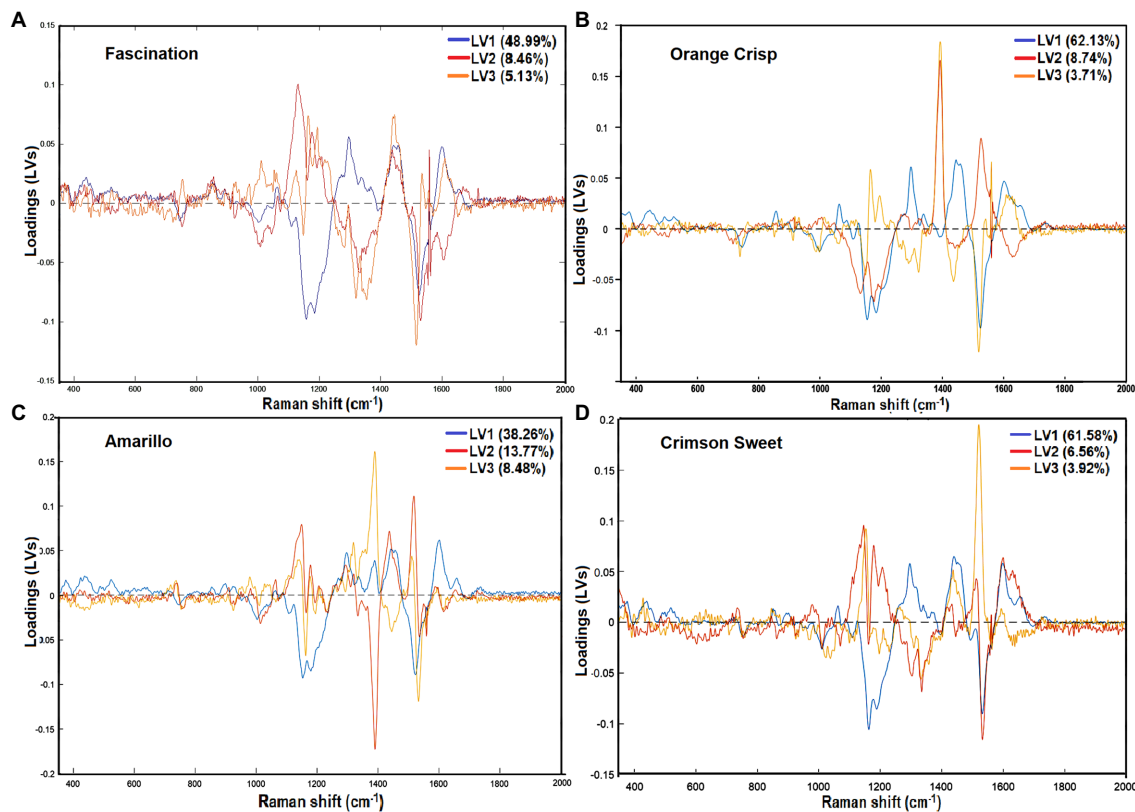 A
Fascination
LV1 (48.99%)
LV2 (8.46%)
LV3 (5.13%)
0.15
0.1
0.05
0
-0.05
-0.1
-0.15
Loadings (LVs)
400 600 800 1000 1200 1400 1600 1800 2000
Raman shift (cm-1)
B
Orange Crisp
LV1 (62.13%)
LV2 (8.74%)
LV3 (3.71%)
0.2
0.15
0.1
0.05
0
-0.05
-0.1
Loadings (LVs)
400 600 800 1000 1200 1400 1600 1800 2000
Raman shift (cm-1)
C
Amarillo
LV1 (38.26%)
LV2 (13.77%)
LV3 (8.48%)
0.2
0.15
0.1
0.05
0
-0.05
-0.1
-0.15
-0.2
Loadings (LVs)
400 600 800 1000 1200 1400 1600 1800 2000
Raman shift (cm-1)
D
Crimson Sweet
LV1 (61.58%)
LV2 (6.56%)
LV3 (3.92%)
0.2
0.15
0.1
0.05
0
-0.05
-0.1
-0.15
Loadings (LVs)
400 600 800 1000 1200 1400 1600 1800 2000
Raman shift (cm-1)